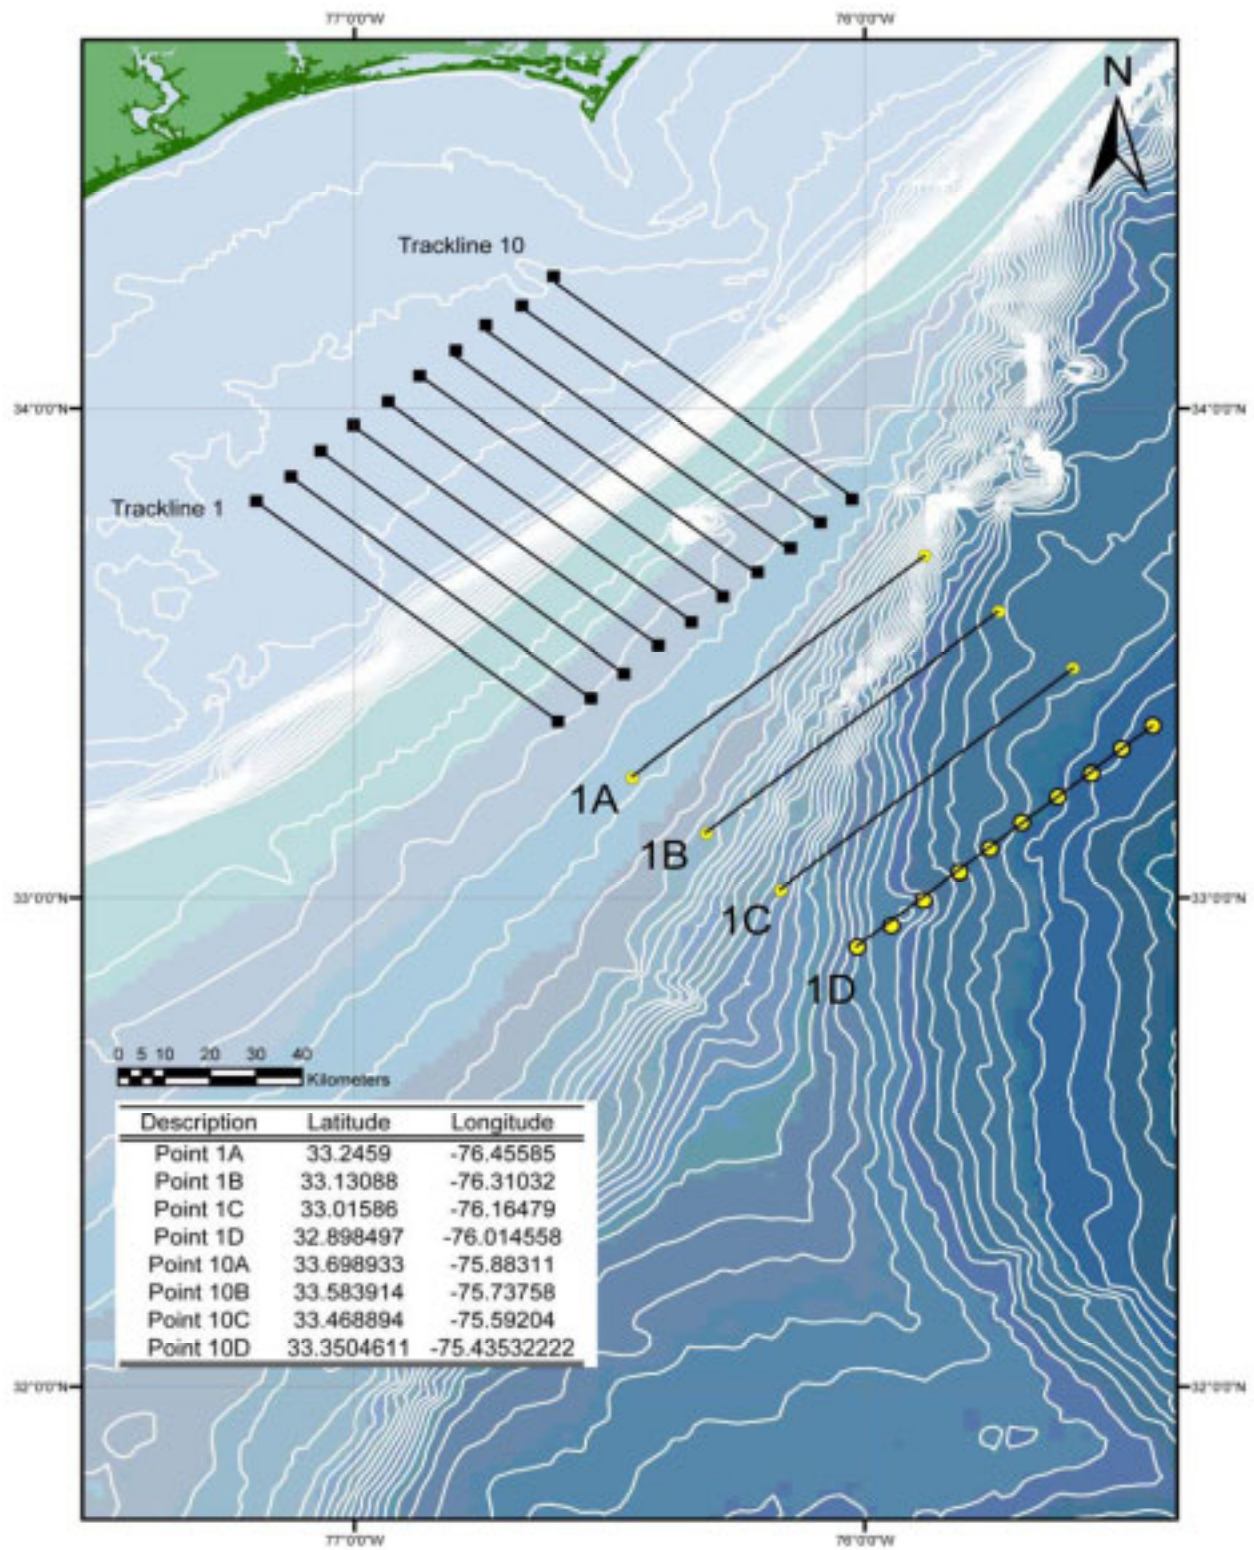 77°0'0"W 76°0'0"W
N
Trackline 10
34°0'0"N 34°0'0"N
Trackline 1
1A
1B
33°0'0"N 33°0'0"N
1C
1D
0 5 10 20 30 40
Kilometers
Description Latitude Longitude
Point 1A 33.2459 -76.45585
Point 1B 33.13088 -76.31032
Point 1C 33.01586 -76.16479
Point 1D 32.898497 -76.014558
Point 10A 33.698933 -75.88311
Point 10B 33.583914 -75.73758
Point 10C 33.468894 -75.59204
Point 10D 33.3504611 -75.43532222
32°0'0"N 32°0'0"N
77°0'0"W 76°0'0"W